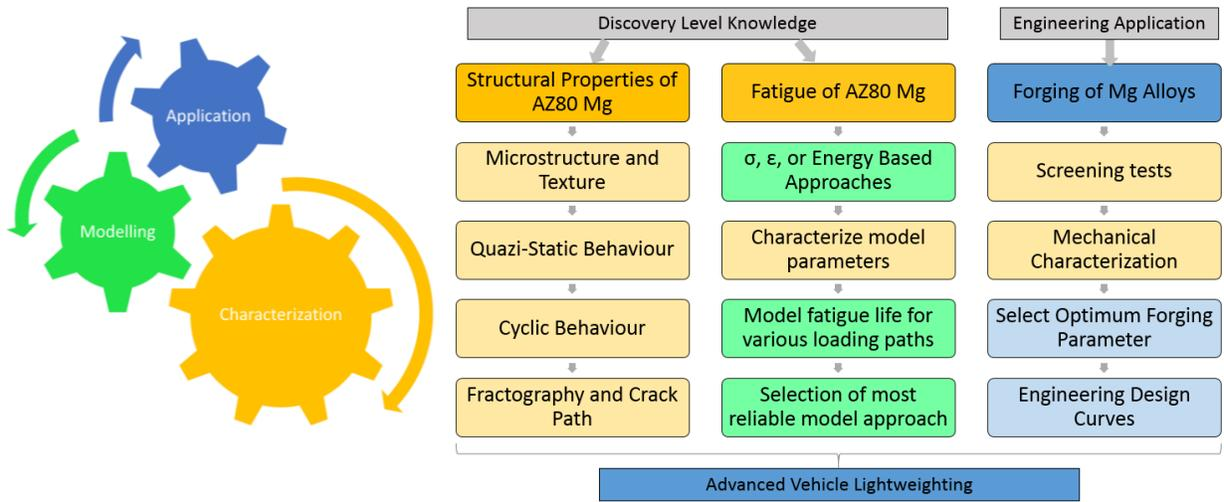 Application
Modelling
Characterization
Discovery Level Knowledge
Structural Properties of
AZ80 Mg
Microstructure and
Texture
Quazi-Static Behaviour
Cyclic Behaviour
Fractography and Crack
Path
Fatigue of AZ80 Mg
σ, ε, or Energy Based
Approaches
Characterize model
parameters
Model fatigue life for
various loading paths
Selection of most
reliable model approach
Engineering Application
Forging of Mg Alloys
Screening tests
Mechanical
Characterization
Select Optimum Forging
Parameter
Engineering Design
Curves
Advanced Vehicle Lightweighting